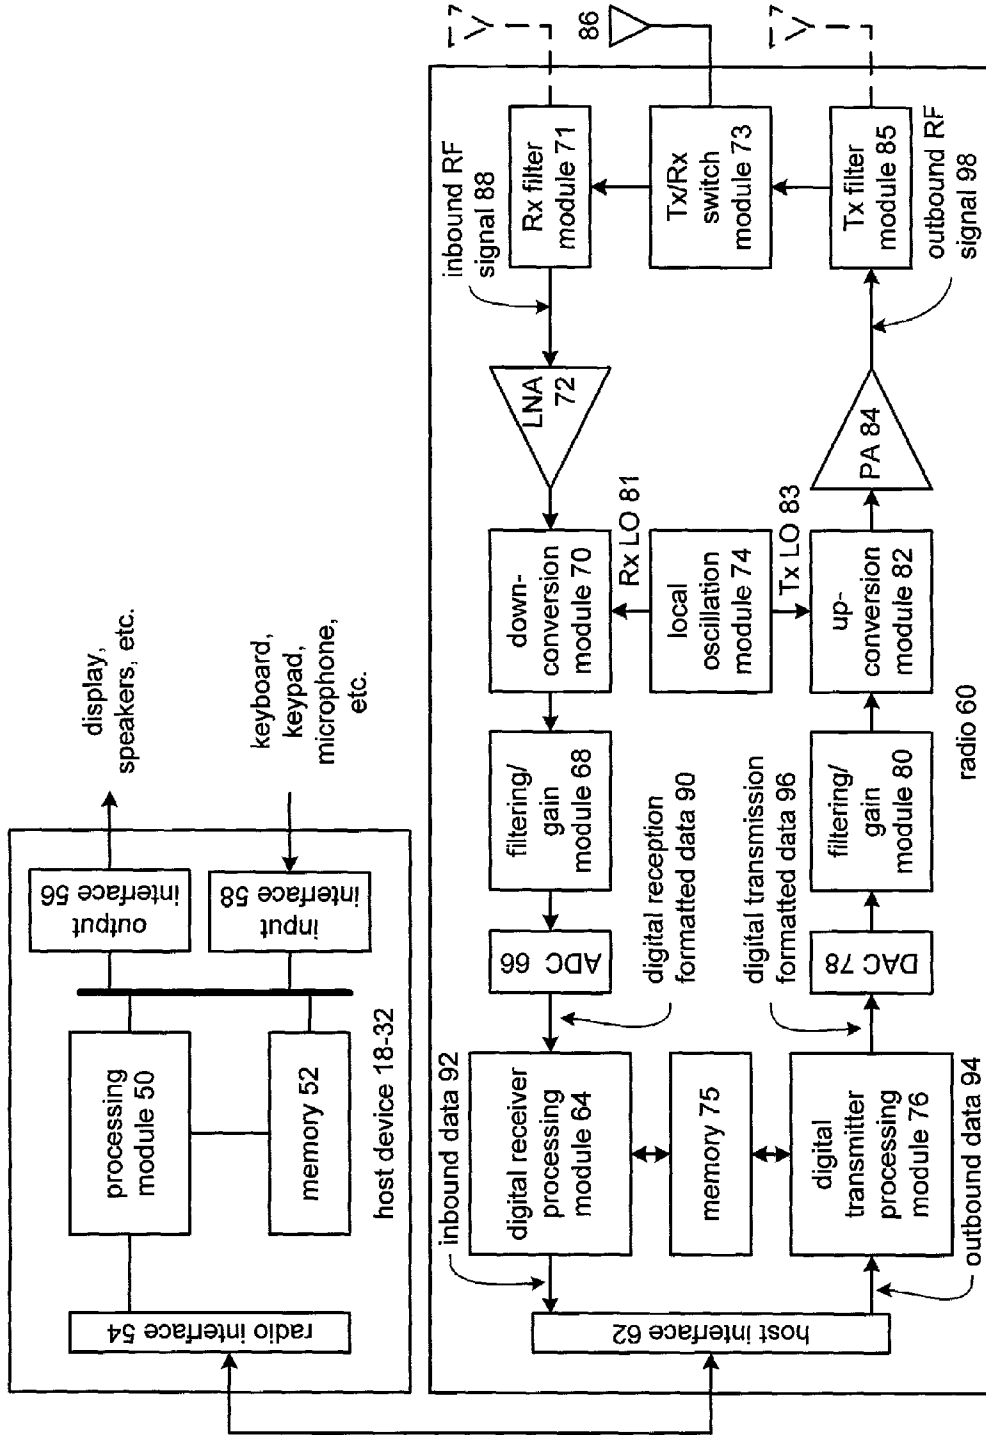 radio interface 54
processing
module 50
memory 52
output
interface 56
input
interface 58
host device 18-32
display,
speakers, etc.
keyboard,
keypad,
microphone,
etc.
host interface 62
inbound data 92
digital receiver
processing
module 64
memory 75
digital
transmitter
processing
module 76
outbound data 94
ADC 66
digital reception
formatted data 90
digital transmission
formatted data 96
DAC 78
filtering/
gain
module 68
filtering/
gain
module 80
radio 60
down-
conversion
module 70
Rx LO 81
local
oscillation
module 74
Tx LO 83
up-
conversion
module 82
LNA
72
PA 84
inbound RF
signal 88
outbound RF
signal 98
Rx filter
module 71
Tx/Rx
switch
module 73
Tx filter
module 85
86